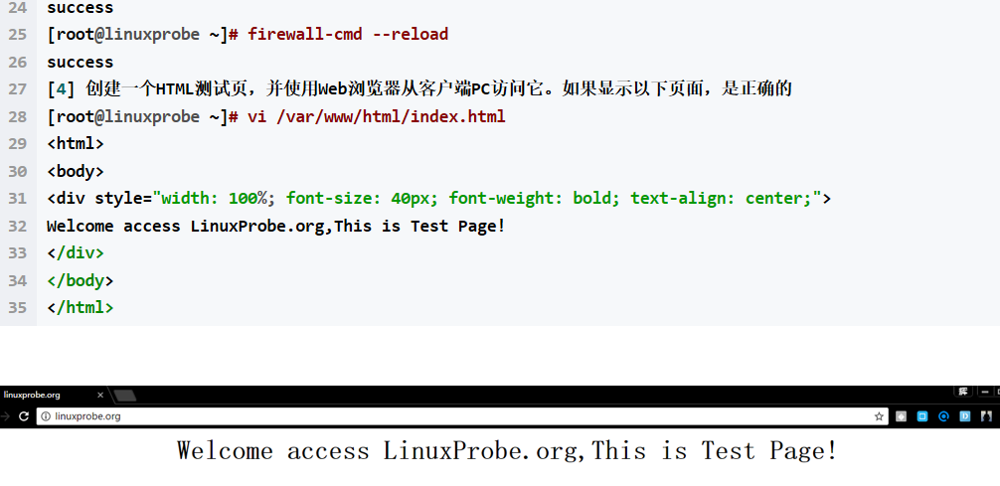 24 success
25 [root@linuxprobe ~]# firewall-cmd --reload
26 success
27 [4] 创建一个HTML测试页，并使用Web浏览器从客户端PC访问它。如果显示以下页面，是正确的
28 [root@linuxprobe ~]# vi /var/www/html/index.html
29 <html>
30 <body>
31 <div style="width: 100%; font-size: 40px; font-weight: bold; text-align: center;">
32 Welcome access LinuxProbe.org,This is Test Page!
33 </div>
34 </body>
35 </html>
linuxprobe.org
linuxprobe.org
Welcome access LinuxProbe.org,This is Test Page!